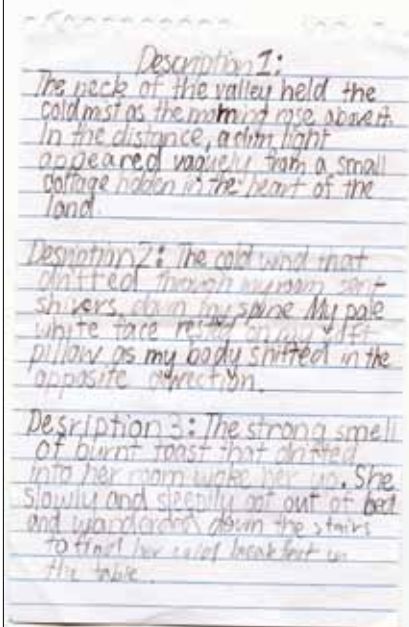 Description 1:
The neck of the valley held the
cold mist as the morning rose above it.
In the distance, a dim light
appeared vaguely from a small
cottage hidden in the heart of the
land.
Desription 2: The cold wind that
drifted through my room sent
shivers, down my spine My pale
white face rested on my soft
pillow as my body shifted in the
opposite direction.
Desription 3: The strong smell
of burnt toast that drifted
into her room woke her up. She
slowly and sleepily got out of bed
and wandered down the stairs
to find her breakfast on
the table.